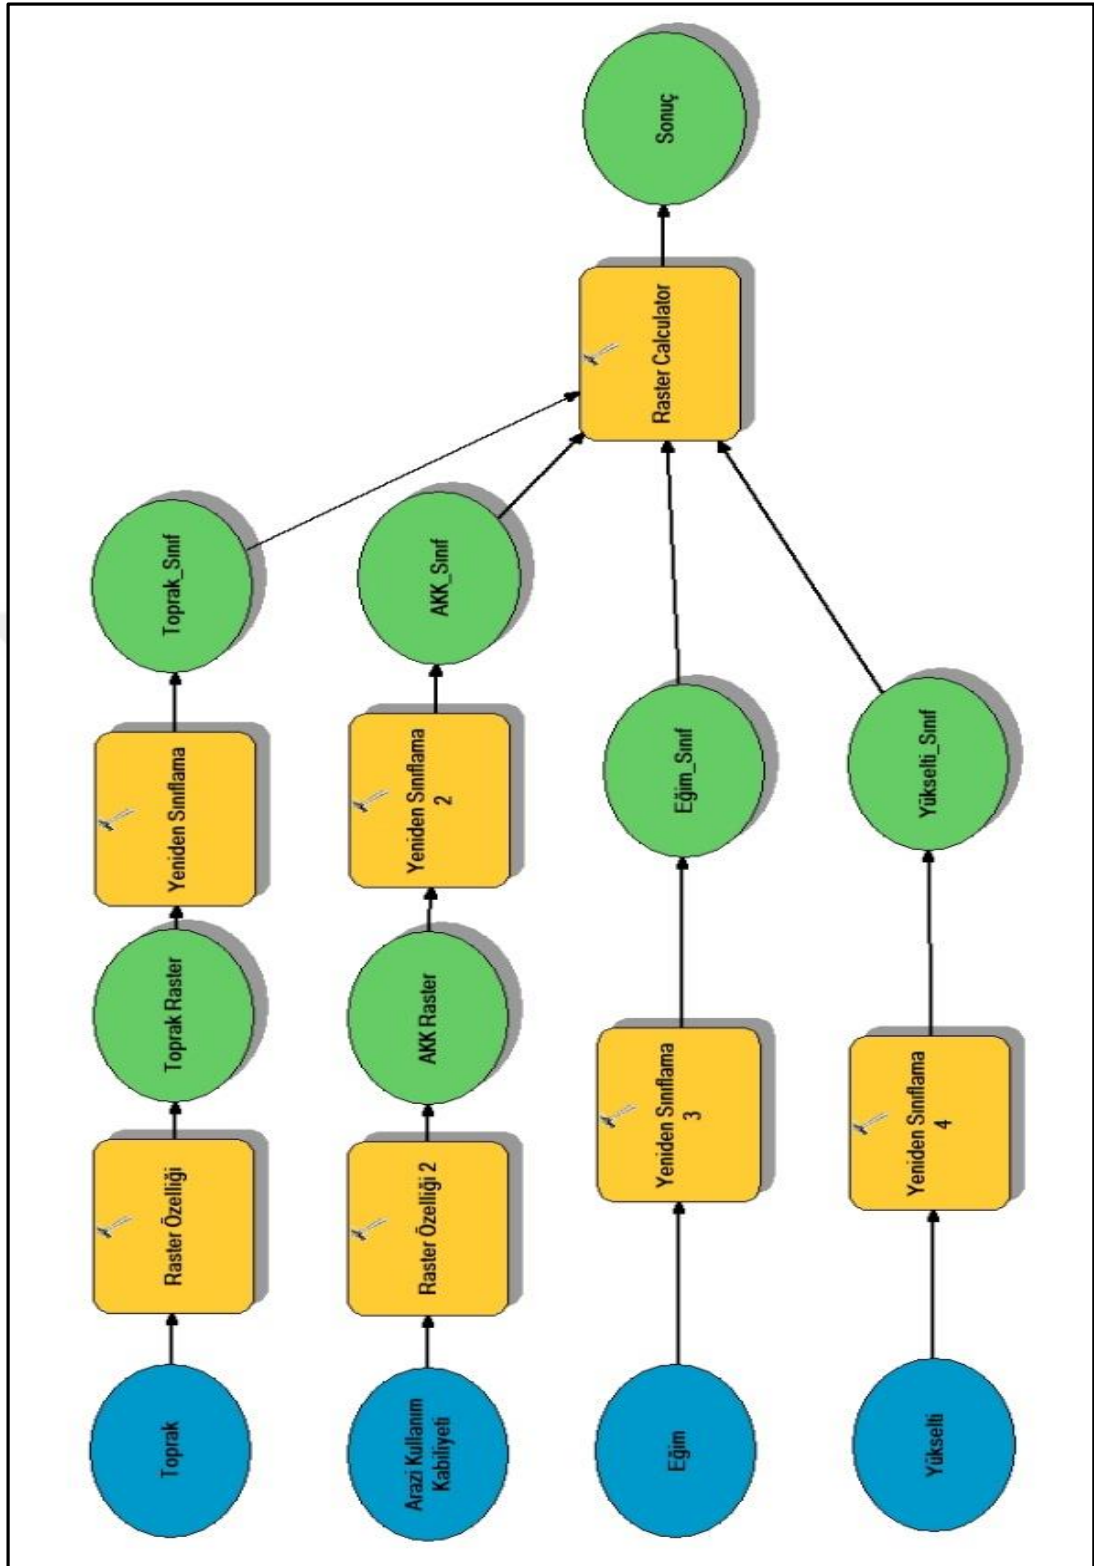 Toprak
Raster Özelliği
Toprak Raster
Yeniden Sınıflama
Toprak_Sınıf
Arazi Kullanım
Kabiliyeti
Raster Özelliği 2
AKK Raster
Yeniden Sınıflama
2
AKK_Sınıf
Eğim
Yeniden Sınıflama
3
Eğim_Sınıf
Yükselti
Yeniden Sınıflama
4
Yükselti_Sınıf
Raster Calculator
Sonuç